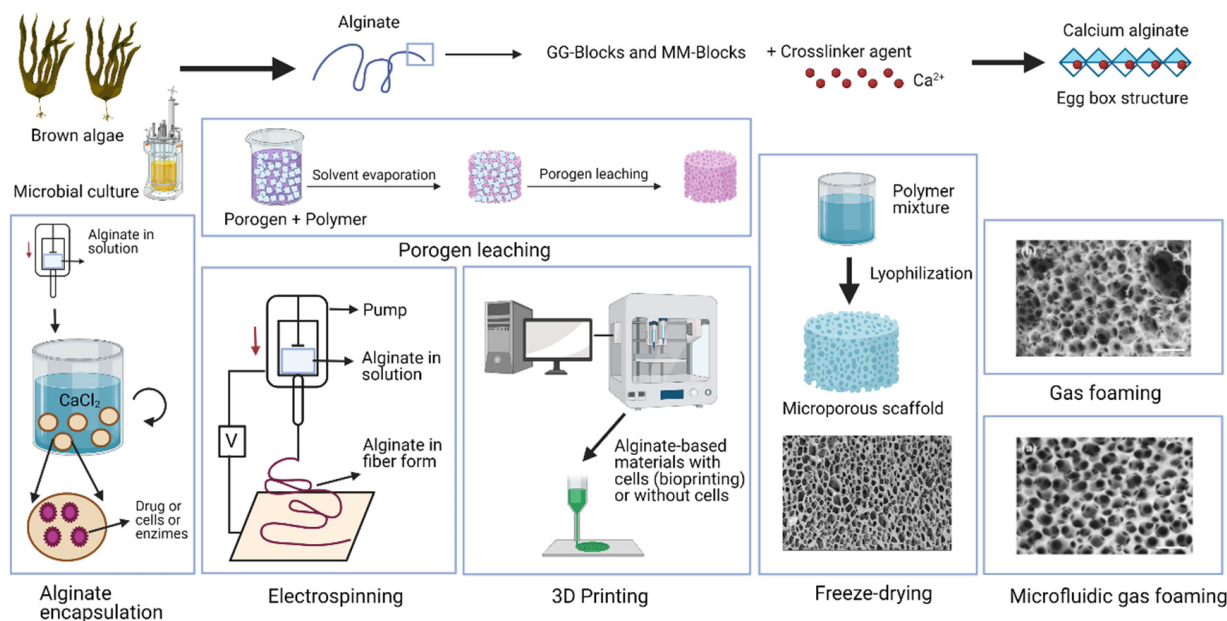 Alginate
GG-Blocks and MM-Blocks
+ Crosslinker agent
Ca²⁺
Calcium alginate
Egg box structure
Brown algae
Microbial culture
Solvent evaporation
Porogen leaching
Porogen + Polymer
Porogen leaching
Alginate in
solution
CaCl₂
Drug or
cells or
enzimes
Alginate
encapsulation
Pump
Alginate in
solution
V
Alginate in
fiber form
Electrospinning
Alginate-based
materials with
cells (bioprinting)
or without cells
3D Printing
Polymer
mixture
Lyophilization
Microporous scaffold
Freeze-drying
(b)
Gas foaming
(a)
Microfluidic gas foaming